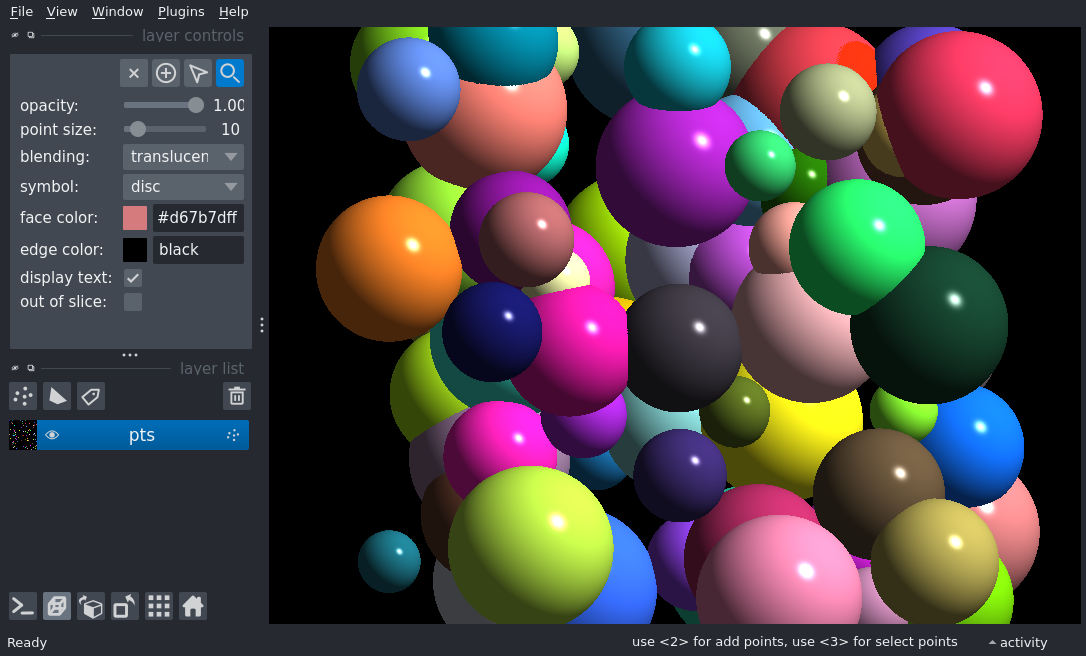 File View Window Plugins Help
layer controls
opacity: 1.00
point size: 10
blending: translucen
symbol: disc
face color: #d67b7dff
edge color: black
display text:
out of slice:
layer list
pts
Ready use <2> for add points, use <3> for select points activity